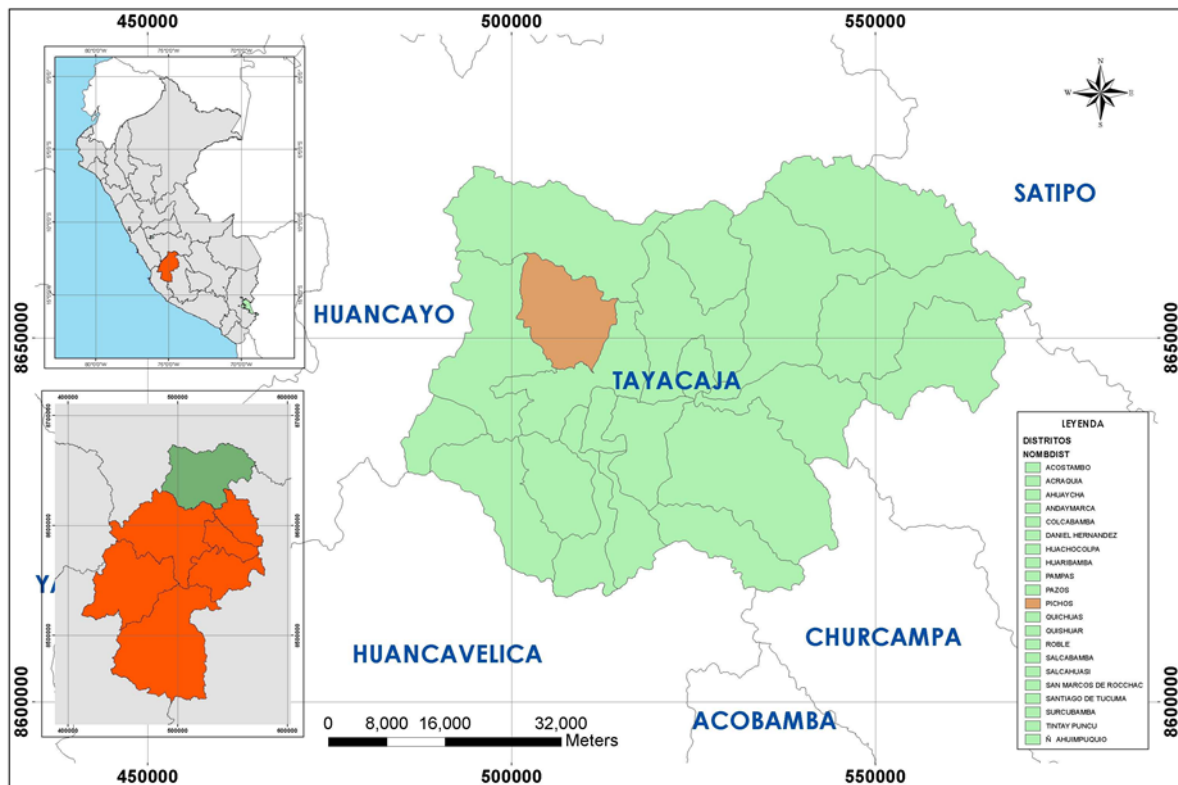 450000
500000
550000
N
W
E
S
SATIPO
HUANCAYO
8650000
8650000
TAYACAJA
LEYENDA
DISTRITOS
NOMBDIST
ACOSTAMBO
ACRAQUIA
AHUAYCHA
ANDAYMARCA
COLCABAMBA
DANIEL HERNANDEZ
HUACHOCOLPA
HUARIBAMBA
PAMPAS
PAZOS
PICHOS
QUICHUAS
QUISHUAR
ROBLE
SALCABAMBA
SALCAHUASI
SAN MARCOS DE ROCCHAC
SANTIAGO DE TUCUMA
SURCUBAMBA
TINTAY PUNCU
Ñ AHUIMPUQUIO
400000
500000
600000
400000
500000
600000
HUANCAVELICA
CHURCAMPA
ACOBAMBA
8600000
8600000
0 8,000 16,000 32,000
Meters
450000
500000
550000